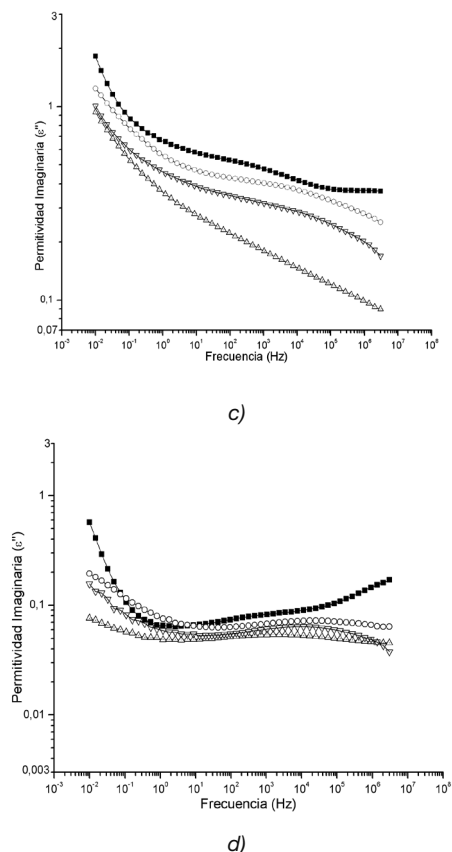 3
1
0,1
0,07
Permitividad Imaginaria (ε")
10⁻³ 10⁻² 10⁻¹ 10⁰ 10¹ 10² 10³ 10⁴ 10⁵ 10⁶ 10⁷ 10⁸
Frecuencia (Hz)
c)
3
1
0,1
0,01
0,003
Permitividad Imaginaria (ε")
10⁻³ 10⁻² 10⁻¹ 10⁰ 10¹ 10² 10³ 10⁴ 10⁵ 10⁶ 10⁷ 10⁸
Frecuencia (Hz)
d)